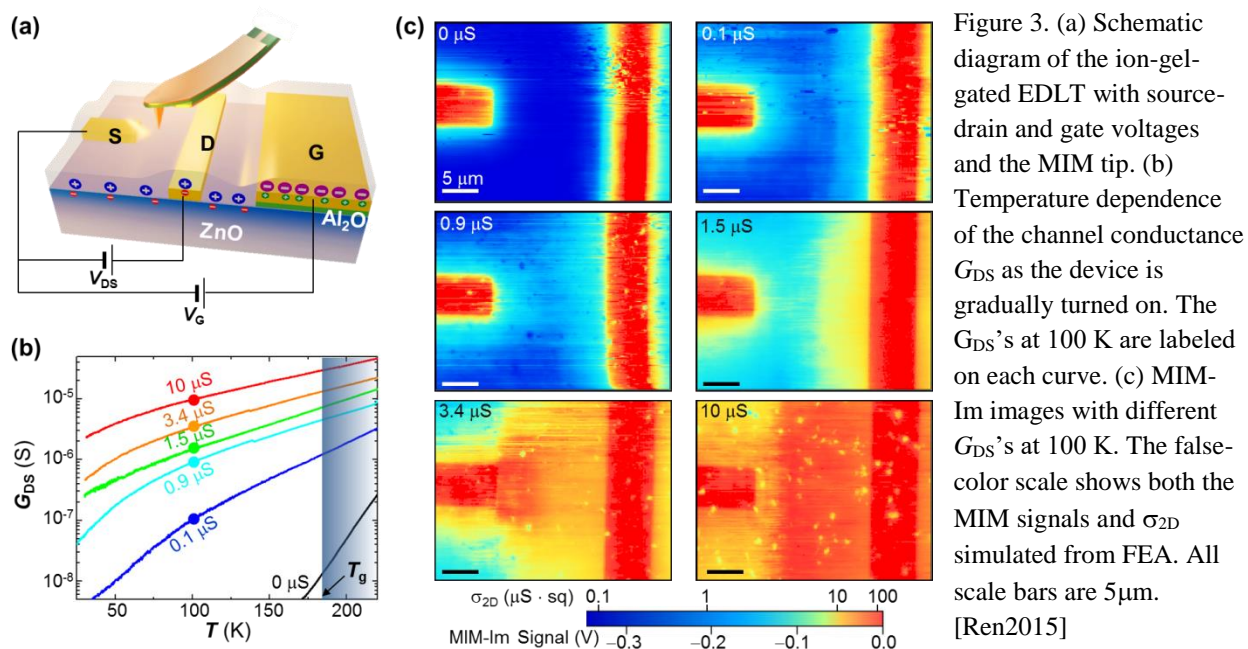 (a)
S
D
G
Al2O
ZnO
VDS
VG
(b)
10 μS
3.4 μS
1.5 μS
0.9 μS
0.1 μS
0 μS
Tg
10-5
10-6
10-7
10-8
GDS (S)
50
100
150
200
T (K)
(c)
0 μS
5 μm
0.1 μS
0.9 μS
1.5 μS
3.4 μS
10 μS
σ2D (μS · sq)
0.1
1
10
100
MIM-Im Signal (V)
−0.3
−0.2
−0.1
0.0
Figure 3. (a) Schematic
diagram of the ion-gel-
gated EDLT with source-
drain and gate voltages
and the MIM tip. (b)
Temperature dependence
of the channel conductance
GDS as the device is
gradually turned on. The
GDS's at 100 K are labeled
on each curve. (c) MIM-
Im images with different
GDS's at 100 K. The false-
color scale shows both the
MIM signals and σ2D
simulated from FEA. All
scale bars are 5μm.
[Ren2015]